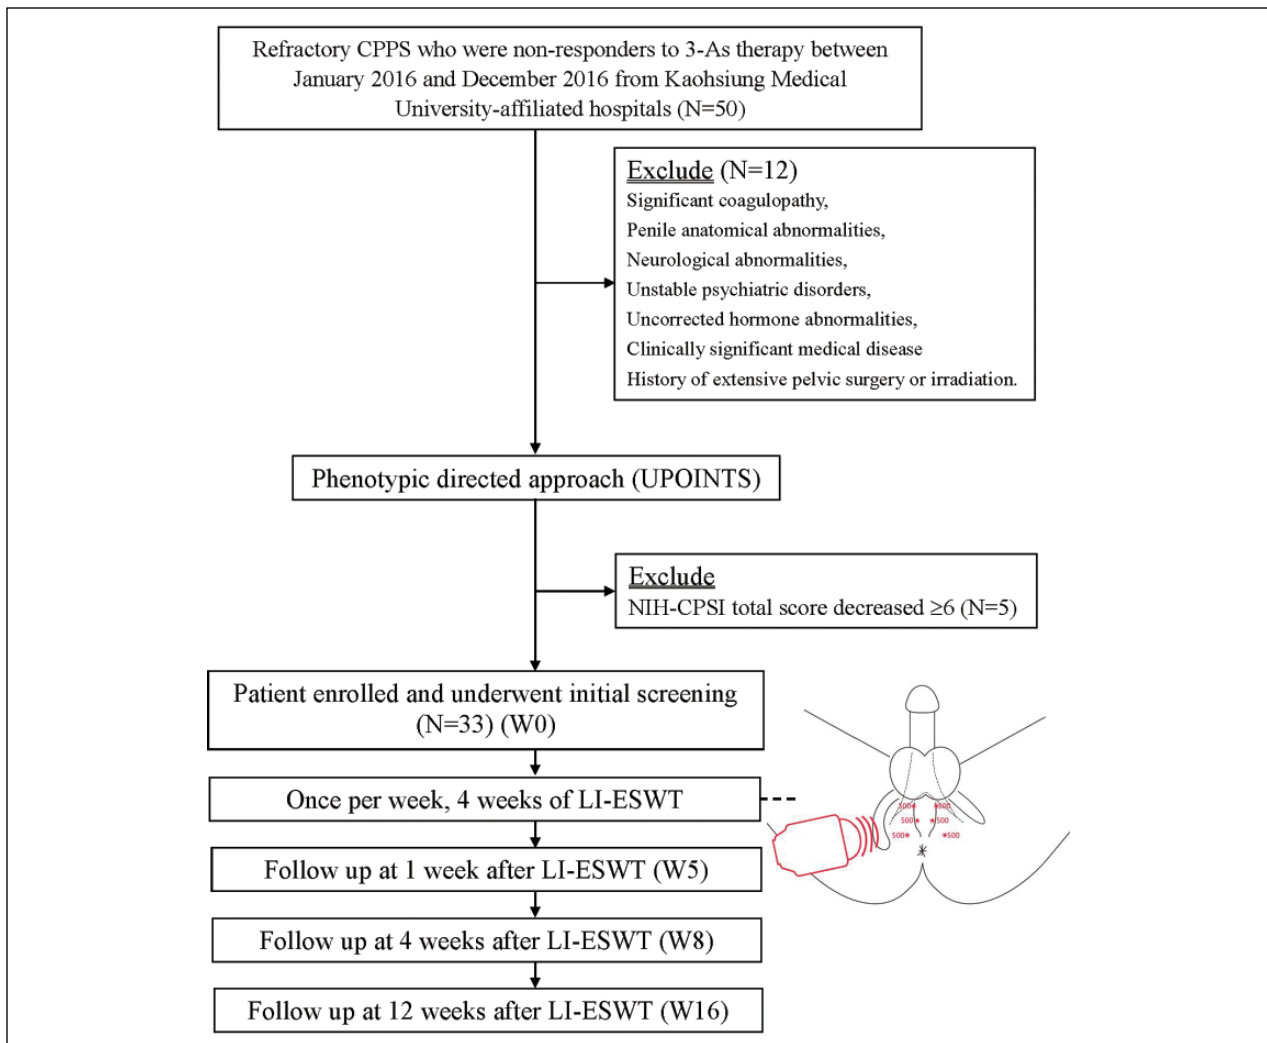 Refractory CPPS who were non-responders to 3-As therapy between
January 2016 and December 2016 from Kaohsiung Medical
University-affiliated hospitals (N=50)
Exclude (N=12)
Significant coagulopathy,
Penile anatomical abnormalities,
Neurological abnormalities,
Unstable psychiatric disorders,
Uncorrected hormone abnormalities,
Clinically significant medical disease
History of extensive pelvic surgery or irradiation.
Phenotypic directed approach (UPOINTS)
Exclude
NIH-CPSI total score decreased ≥6 (N=5)
Patient enrolled and underwent initial screening
(N=33) (W0)
Once per week, 4 weeks of LI-ESWT
500* *500
500* *500
500* *500
Follow up at 1 week after LI-ESWT (W5)
Follow up at 4 weeks after LI-ESWT (W8)
Follow up at 12 weeks after LI-ESWT (W16)